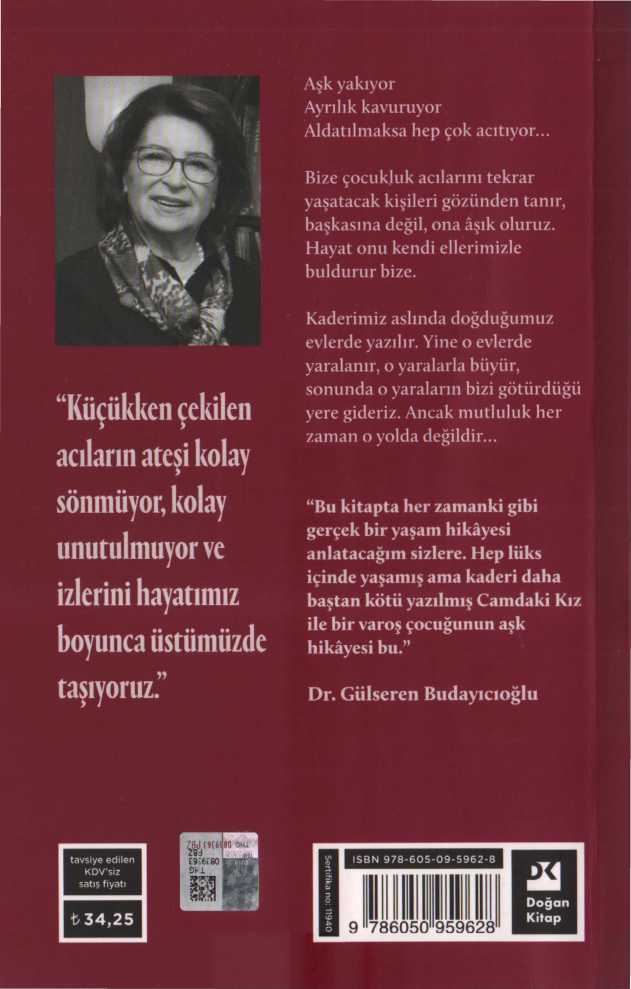 Aşk yakıyor
Ayrılık kavuruyor
Aldatılmaksa hep çok acıtıyor...
Bize çocukluk acılarını tekrar
yaşatacak kişileri gözünden tanır,
başkasına değil, ona âşık oluruz.
Hayat onu kendi ellerimizle
buldurur bize.
Kaderimiz aslında doğduğumuz
evlerde yazılır. Yine o evlerde
yaralanır, o yaralarla büyür,
sonunda o yaraların bizi götürdüğü
yere gideriz. Ancak mutluluk her
zaman o yolda değildir...
“Küçükken çekilen
acıların ateşi kolay
sönmüyor, kolay
unutulmuyor ve
izlerini hayatımız
boyunca üstümüzde
taşıyoruz.”
“Bu kitapta her zamanki gibi
gerçek bir yaşam hikâyesi
anlatacağım sizlere. Hep lüks
içinde yaşamış ama kaderi daha
baştan kötü yazılmış Camdaki Kız
ile bir varoş çocuğunun aşk
hikâyesi bu.”
Dr. Gülseren Budayıcıoğlu
tavsiye edilen
KDV'siz
satış fiyatı
₺ 34,25
THG
0839363
PBZ
Sertifika no: 11940
ISBN 978-605-09-5962-8
9 786050 959628
DK
Doğan
Kitap